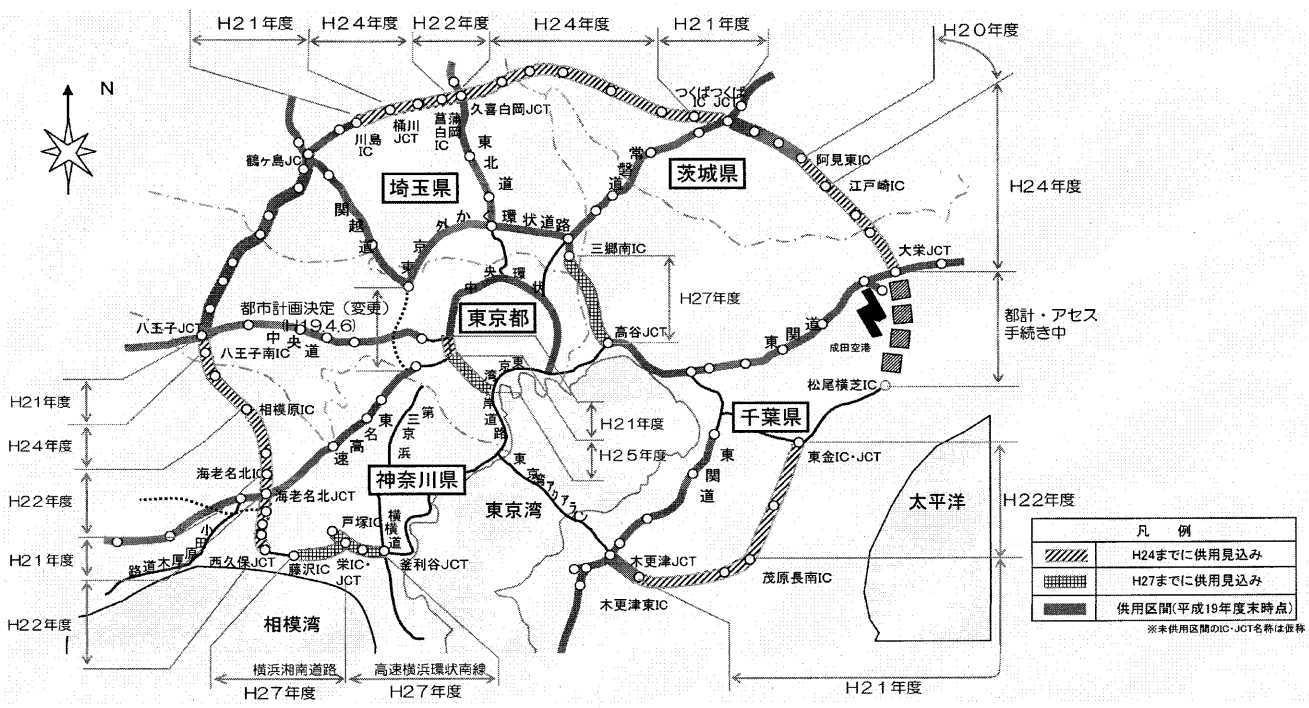 H21年度
H24年度
H22年度
H24年度
H21年度
H20年度
N
つくば
IC
つくば
JCT
久喜白岡JCT
川島
IC
桶川
JCT
菖蒲
白岡
IC
東北道
常磐道
茨城県
阿見東IC
江戸崎IC
H24年度
鶴ヶ島JC
埼玉県
関越道
東京外かく環状道路
三郷南IC
大栄JCT
中央環状
H27年度
都市計画決定（変更）
(H19.4.6)
東京都
高谷JCT
東関道
成田空港
都計・アセス
手続き中
八王子JCT
中央道
八王子南IC
松尾横芝IC
東京湾岸道路
H21年度
相模原IC
第三京浜
H21年度
千葉県
H24年度
東名高速
H25年度
東金IC・JCT
海老名北IC
東関道
H22年度
海老名北JCT
神奈川県
東京湾
太平洋
H22年度
東京湾アクアライン
戸塚IC
横横道
凡　例
H24までに供用見込み
H27までに供用見込み
供用区間(平成19年度末時点)
※未供用区間のIC・JCT名称は仮称
H21年度
小田原厚木道路
西久保JCT
藤沢IC
栄IC・
JCT
釜利谷JCT
木更津JCT
茂原長南IC
木更津東IC
H22年度
相模湾
横浜湘南道路
高速横浜環状南線
H27年度
H27年度
H21年度